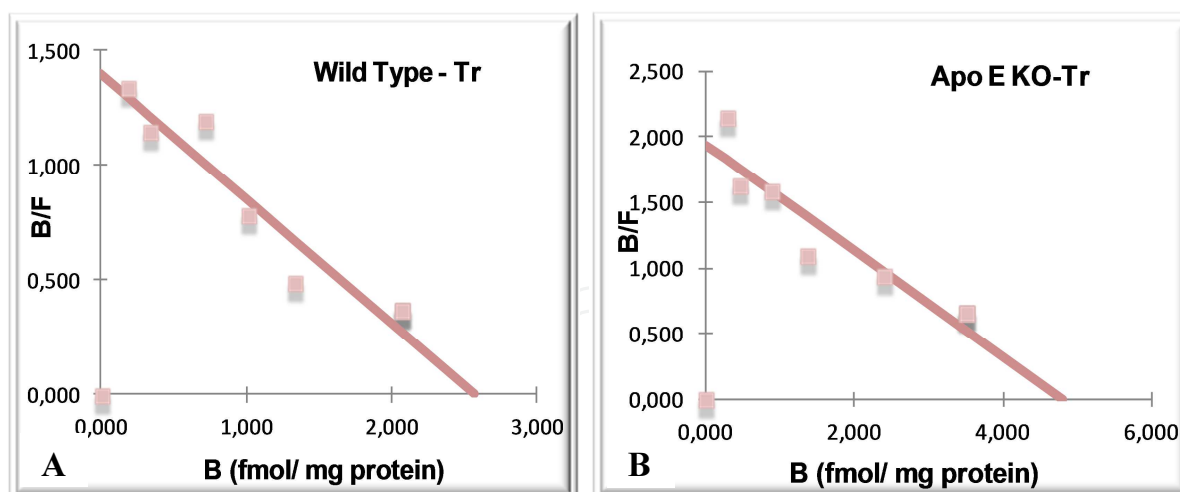 Wild Type - Tr
1,500
1,000
0,500
0,000
B/F
0,000 1,000 2,000 3,000
B (fmol/ mg protein)
A
Apo E KO-Tr
2,500
2,000
1,500
1,000
0,500
0,000
B/F
0,000 2,000 4,000 6,000
B (fmol/ mg protein)
B